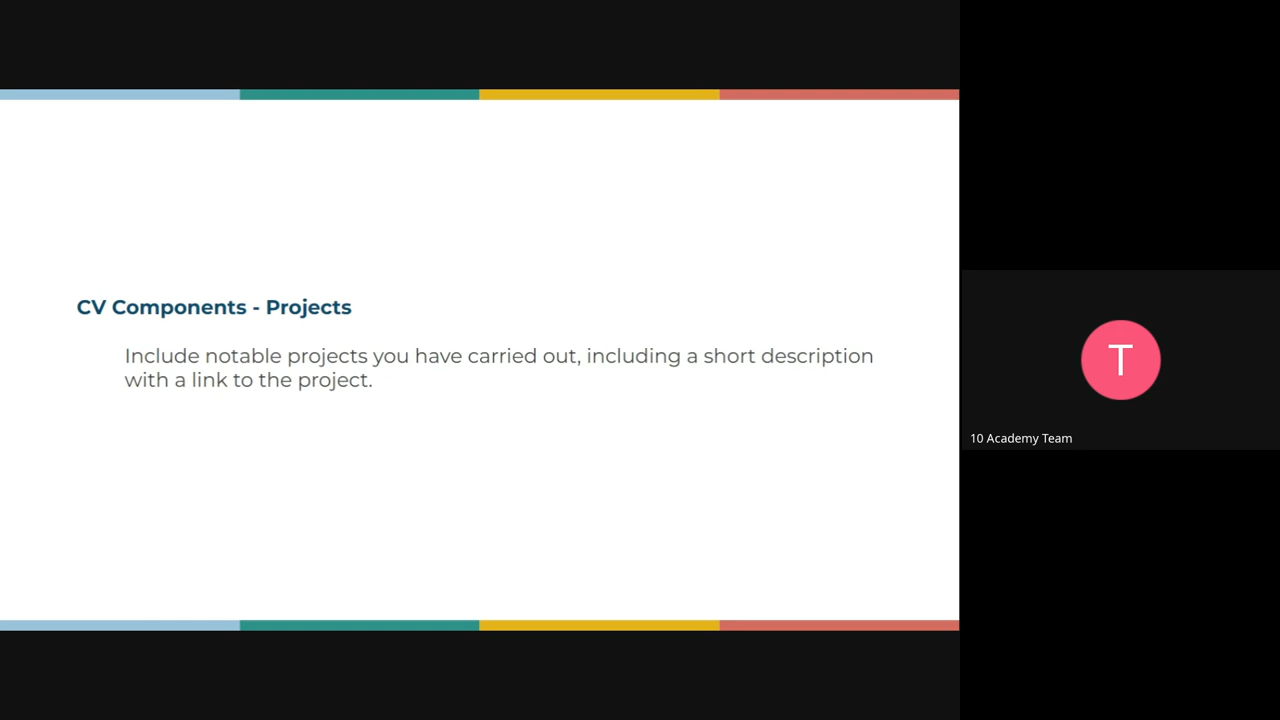 CV Components - Projects
Include notable projects you have carried out, including a short description
with a link to the project.
T
10 Academy Team